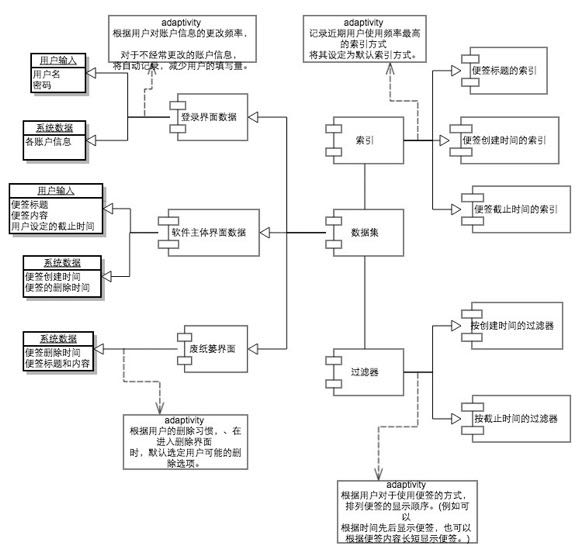 adaptivity
根据用户对账户信息的更改频率,
对于不经常更改的账户信息,
将自动记录, 减少用户的填写量。
adaptivity
记录近期用户使用频率最高
的索引方式
将其设定为默认索引方式。
用户输入
用户名
密码
系统数据
各账户信息
登录界面数据
索引
便签标题的索引
便签创建时间的索引
便签截止时间的索引
用户输入
便签标题
便签内容
用户设定的截止时间
系统数据
便签创建时间
便签的删除时间
软件主体界面数据
数据集
系统数据
便签删除时间
便签标题和内容
废纸篓界面
过滤器
按创建时间的过滤器
按截止时间的过滤器
adaptivity
根据用户的删除习惯, 、在
进入删除界面
时, 默认选定用户可能的删
除选项。
adaptivity
根据用户对于使用便签的方式,
排列便签的显示顺序。(例如可
以
根据时间先后显示便签, 也可以
根据便签内容长短显示便签。)